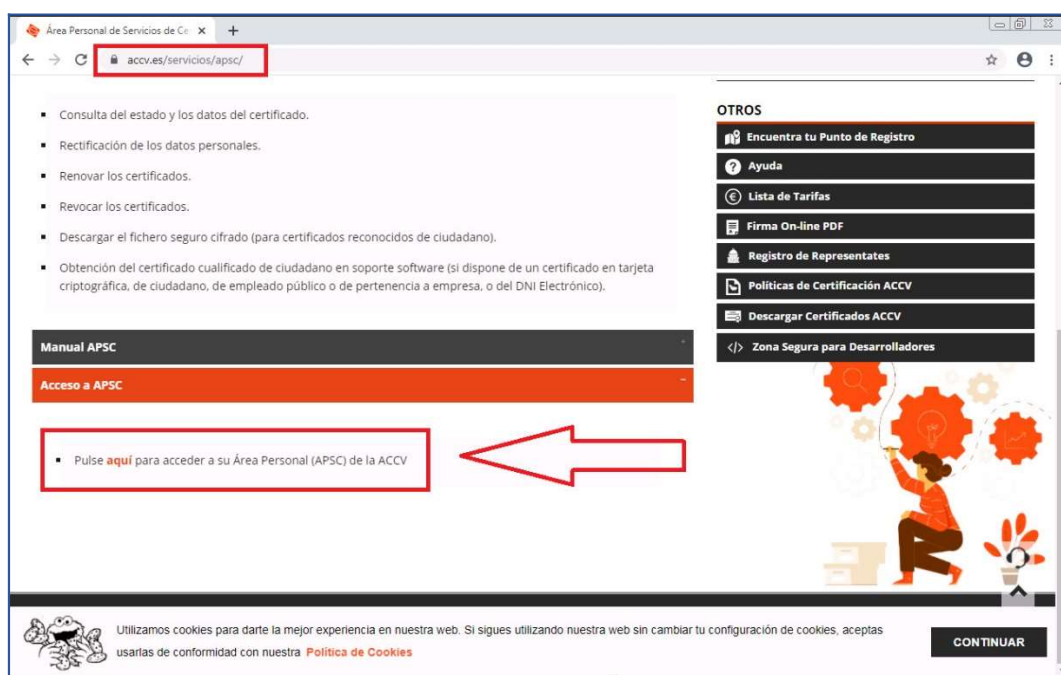 Área Personal de Servicios de Ce
accv.es/servicios/apsc/
Consulta del estado y los datos del certificado.
Rectificación de los datos personales.
Renovar los certificados.
Revocar los certificados.
Descargar el fichero seguro cifrado (para certificados reconocidos de ciudadano).
Obtención del certificado cualificado de ciudadano en soporte software (si dispone de un certificado en tarjeta
criptográfica, de ciudadano, de empleado público o de pertenencia a empresa, o del DNI Electrónico).
Manual APSC
Acceso a APSC
Pulse aquí para acceder a su Área Personal (APSC) de la ACCV
OTROS
Encuentra tu Punto de Registro
Ayuda
Lista de Tarifas
Firma On-line PDF
Registro de Representates
Políticas de Certificación ACCV
Descargar Certificados ACCV
Zona Segura para Desarrolladores
Utilizamos cookies para darte la mejor experiencia en nuestra web. Si sigues utilizando nuestra web sin cambiar tu configuración de cookies, aceptas
usarlas de conformidad con nuestra Política de Cookies
CONTINUAR